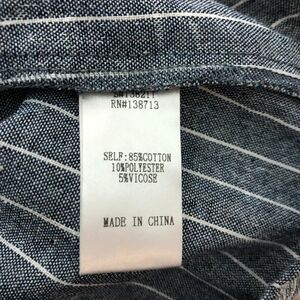 RN#138713
SELF:85%COTTON
10%POLYESTER
5%VICOSE
MADE IN CHINA